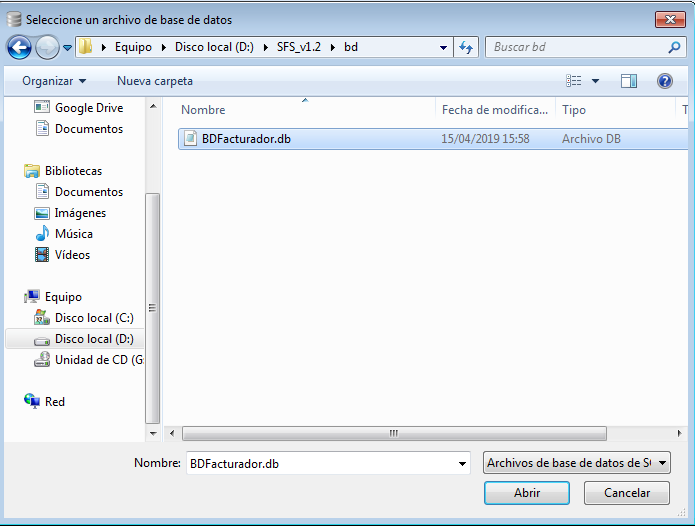 Seleccione un archivo de base de datos
Equipo Disco local (D:) SFS_v1.2 bd
Buscar bd
Organizar Nueva carpeta
Google Drive
Documentos
Bibliotecas
Documentos
Imágenes
Música
Vídeos
Equipo
Disco local (C:)
Disco local (D:)
Unidad de CD (G
Red
Nombre Fecha de modifica... Tipo T
BDFacturador.db 15/04/2019 15:58 Archivo DB
Nombre: BDFacturador.db
Archivos de base de datos de S
Abrir Cancelar